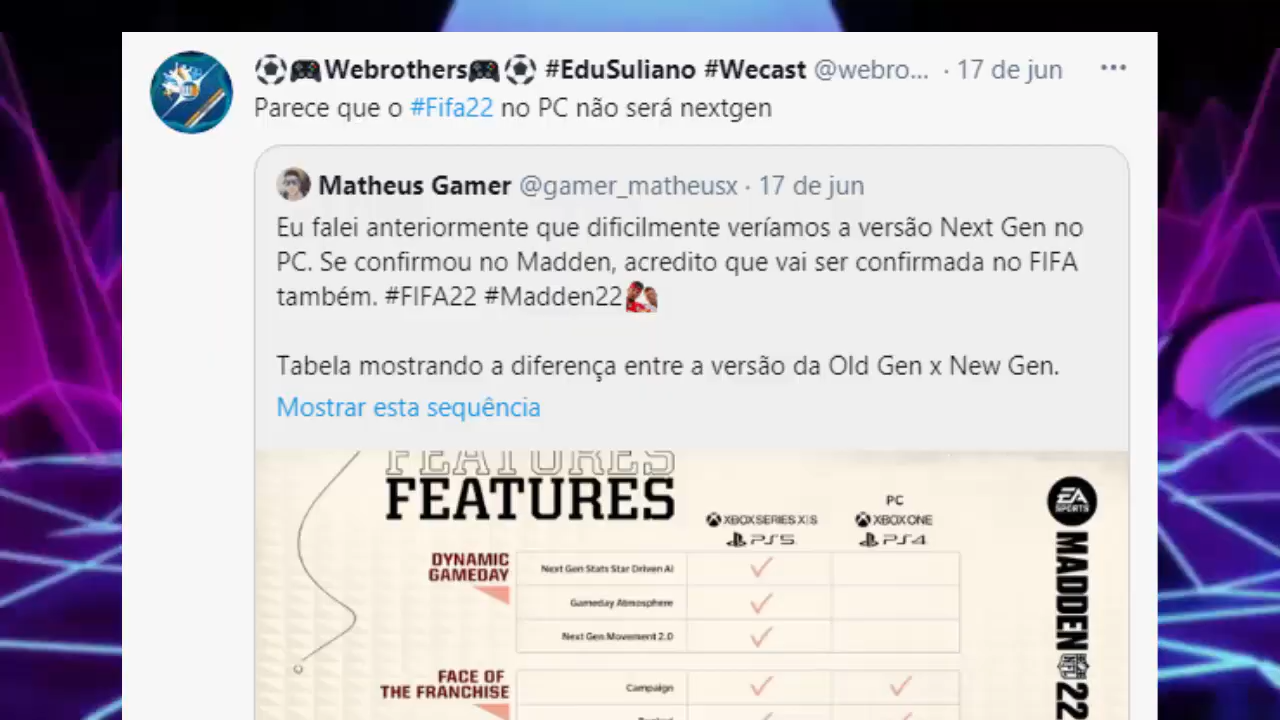 ⚽🎮Webrothers🎮⚽ #EduSuliano #Wecast @webro... · 17 de jun
Parece que o #Fifa22 no PC não será nextgen
Matheus Gamer @gamer_matheusx · 17 de jun
Eu falei anteriormente que dificilmente veríamos a versão Next Gen no
PC. Se confirmou no Madden, acredito que vai ser confirmada no FIFA
também. #FIFA22 #Madden22
Tabela mostrando a diferença entre a versão da Old Gen x New Gen.
Mostrar esta sequência
FEATURES
FEATURES
XBOX SERIES X|S
PS5
PC
XBOX ONE
PS4
EA
SPORTS
MADDEN NFL 22
DYNAMIC
GAMEDAY
Next Gen Stats Star Driven AI
Gameday Atmosphere
Next Gen Movement 2.0
FACE OF
THE FRANCHISE
Campaign